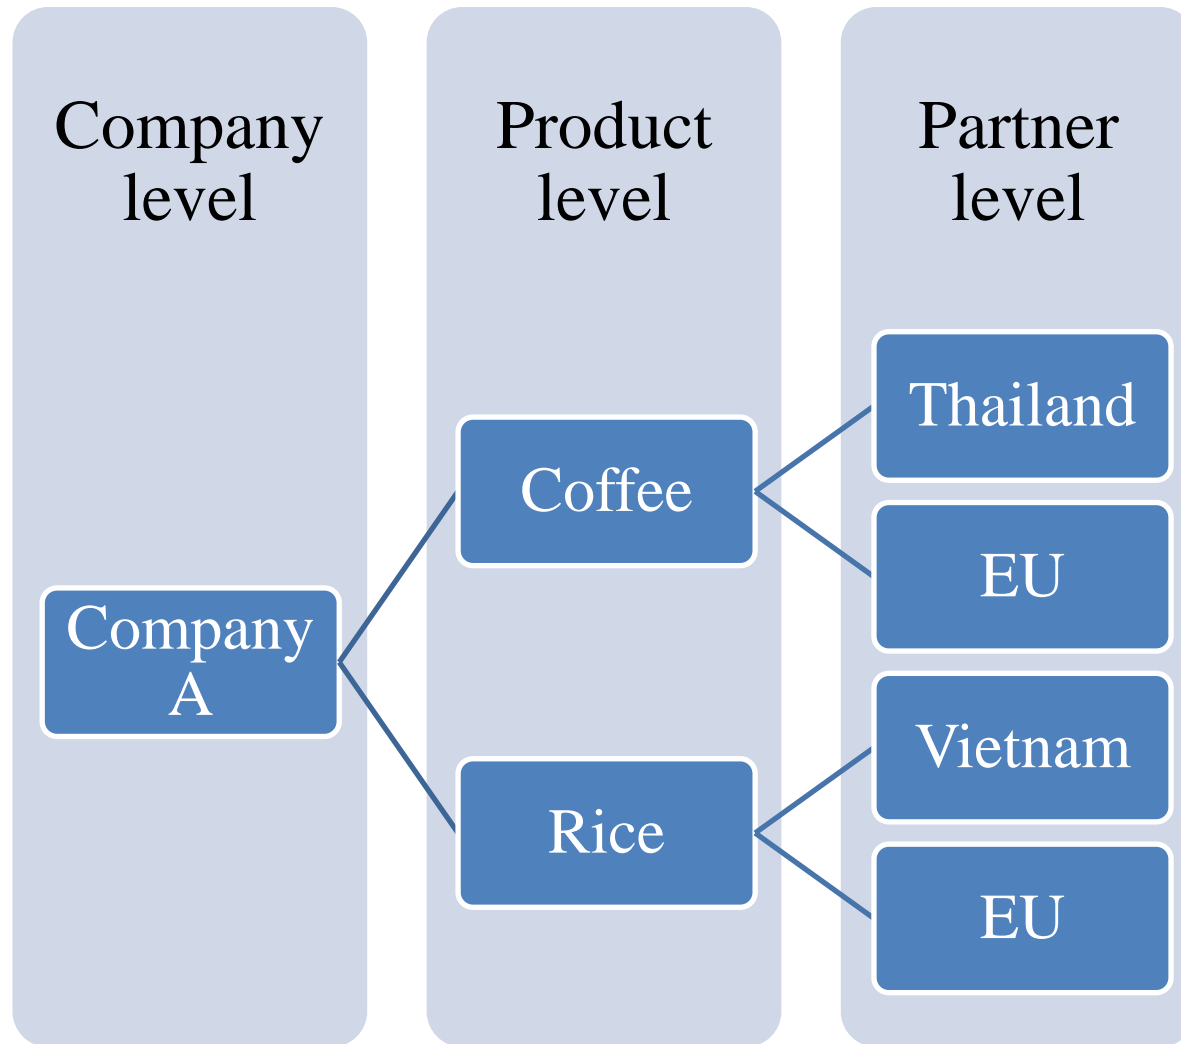 Company
level
Product
level
Partner
level
Company
A
Coffee
Rice
Thailand
EU
Vietnam
EU